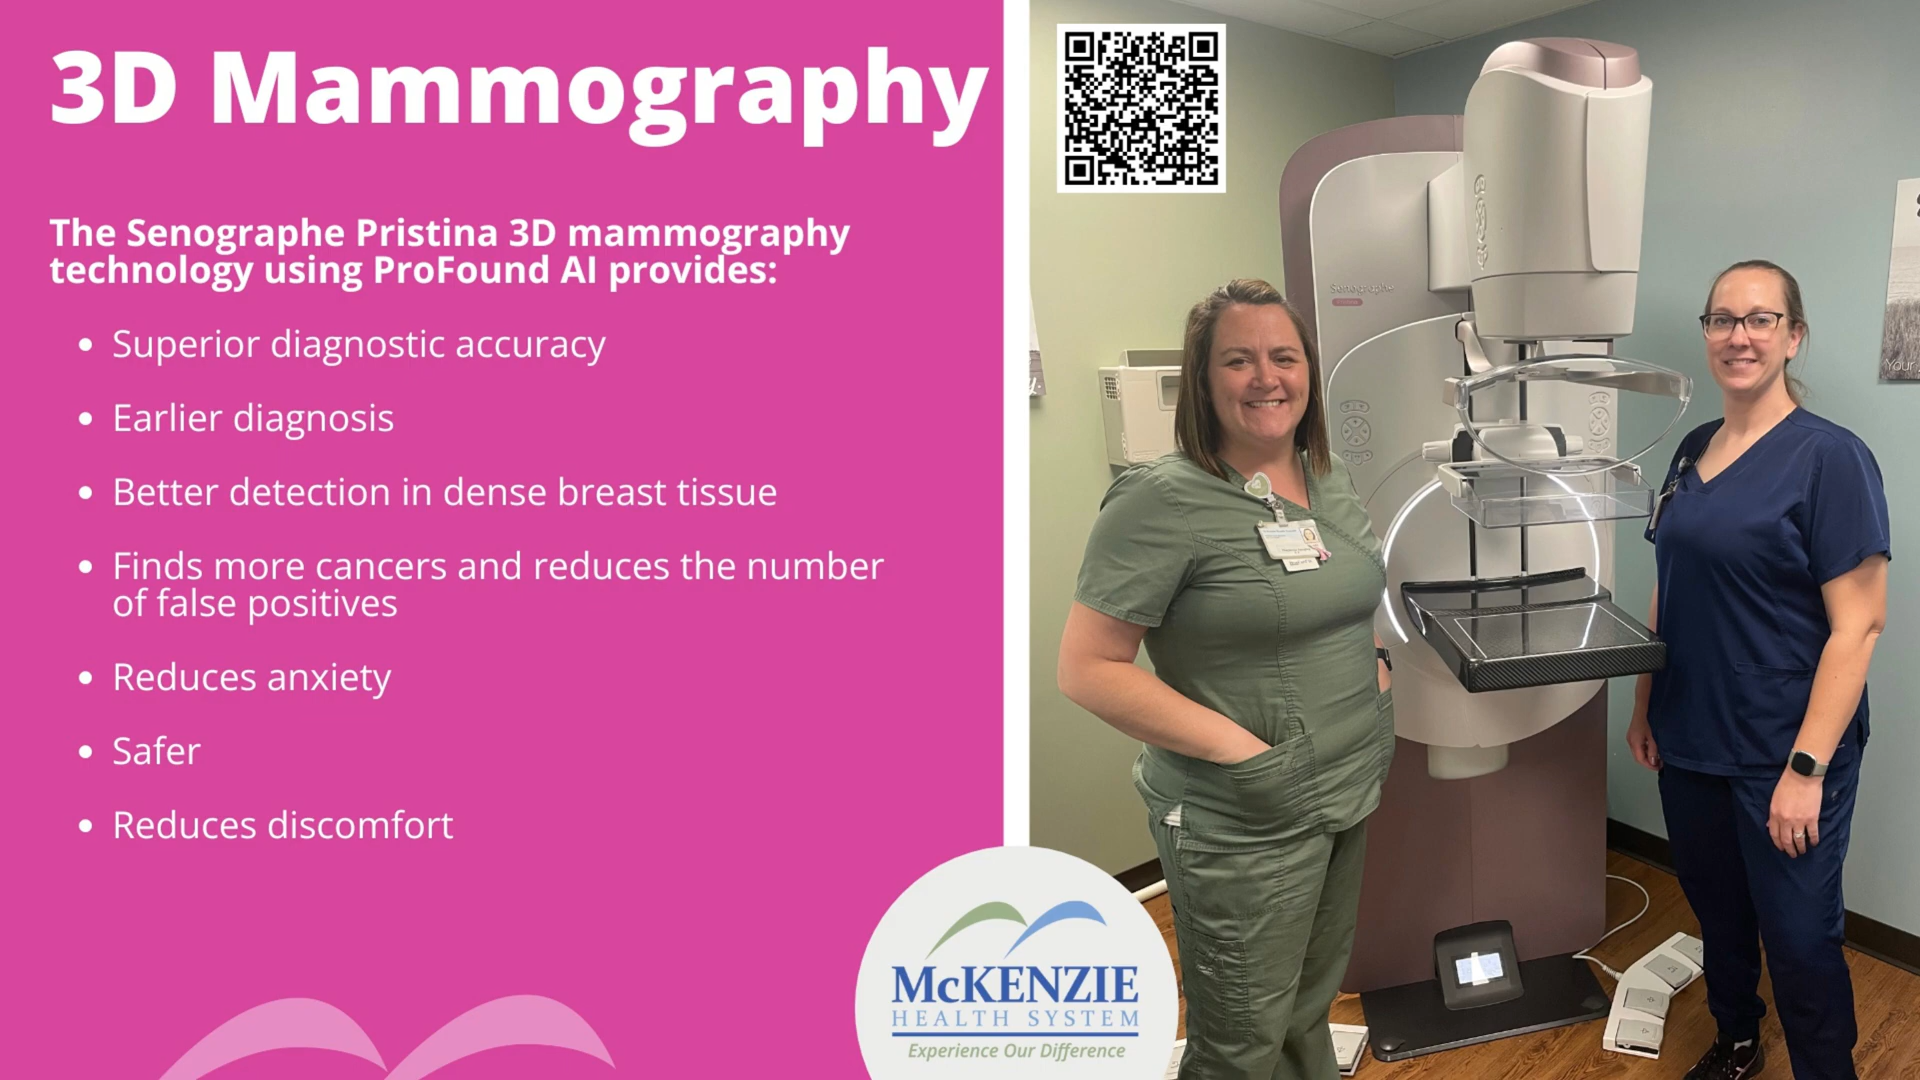 3D Mammography
The Senographe Pristina 3D mammography
technology using ProFound AI provides:
• Superior diagnostic accuracy
• Earlier diagnosis
• Better detection in dense breast tissue
• Finds more cancers and reduces the number
of false positives
• Reduces anxiety
• Safer
• Reduces discomfort
McKENZIE
HEALTH SYSTEM
Experience Our Difference
Senographe
Your